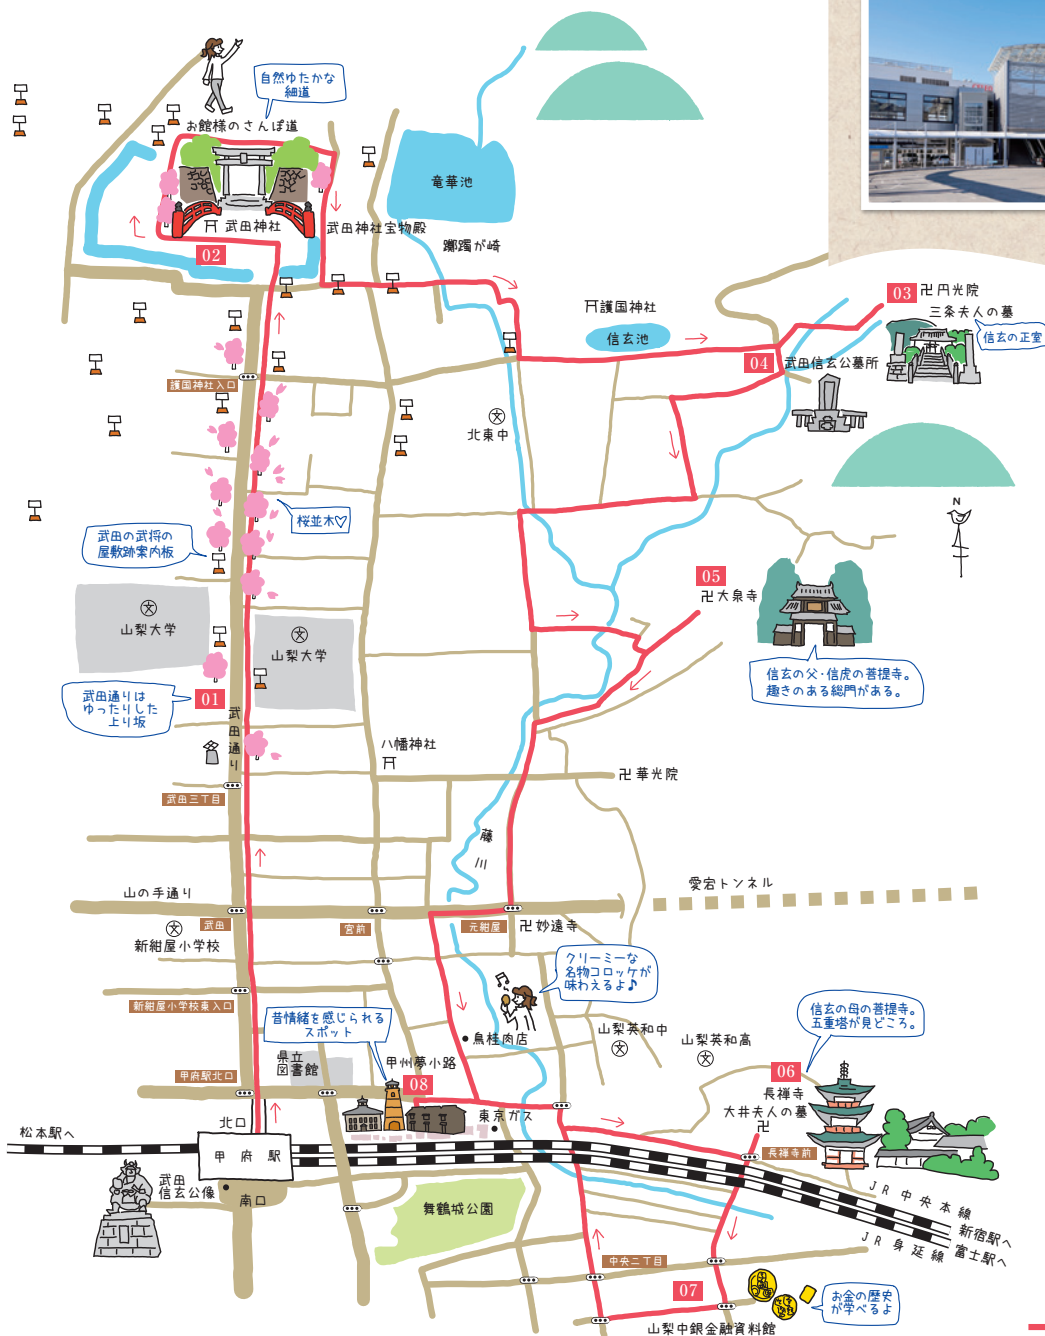 自然ゆたかな
細道
お館様のさんぽ道
竜華池
武田神社
武田神社宝物殿
02
躑躅が崎
護国神社
信玄池
03
円光院
三条夫人の墓
信玄の正室
04
武田信玄公墓所
護国神社入口
北東中
桜並木♡
武田の武将の
屋敷跡案内板
N
05
大泉寺
山梨大学
山梨大学
信玄の父・信虎の菩提寺。
趣きのある総門がある。
武田通りは
ゆったりした
上り坂
01
武田通り
八幡神社
華光院
武田三丁目
藤川
愛宕トンネル
山の手通り
武田
宮前
元紺屋
妙遠寺
新紺屋小学校
クリーミーな
名物コロッケが
味わえるよ♪
新紺屋小学校東入口
昔情緒を感じられる
スポット
鳥桂肉店
山梨英和中
山梨英和高
信玄の母の菩提寺。
五重塔が見どころ。
県立
図書館
甲州夢小路
08
甲府駅北口
東京ガス
06
長禅寺
大井夫人の墓
長禅寺前
北口
松本駅へ
甲府駅
武田
信玄公像
南口
舞鶴城公園
JR中央本線
新宿駅へ
JR身延線
富士駅へ
中央二丁目
07
お金の歴史
が学べるよ
山梨中銀金融資料館